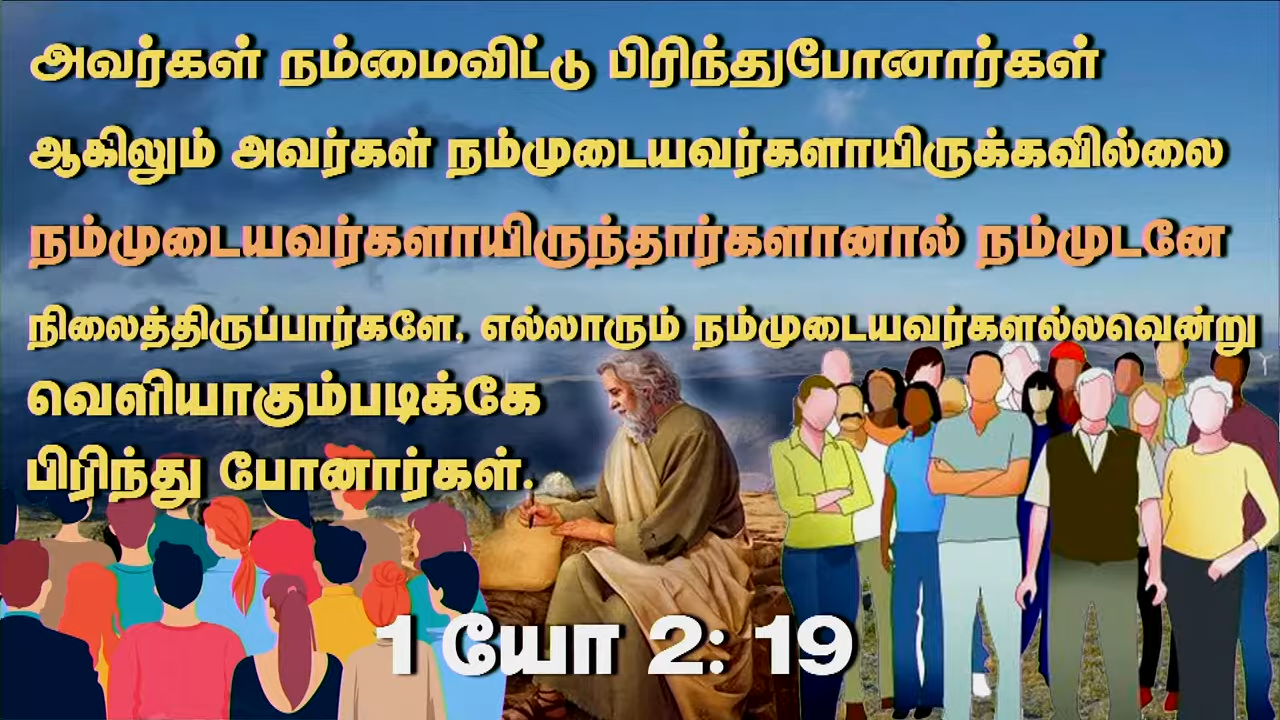 அவர்கள் நம்மைவிட்டு பிரிந்துபோனார்கள்
ஆகிலும் அவர்கள் நம்முடையவர்களாயிருக்கவில்லை
நம்முடையவர்களாயிருந்தார்களானால் நம்முடனே
நிலைத்திருப்பார்களே, எல்லாரும் நம்முடையவர்களல்லவென்று
வெளியாகும்படிக்கே
பிரிந்து போனார்கள்.
1 யோ 2: 19